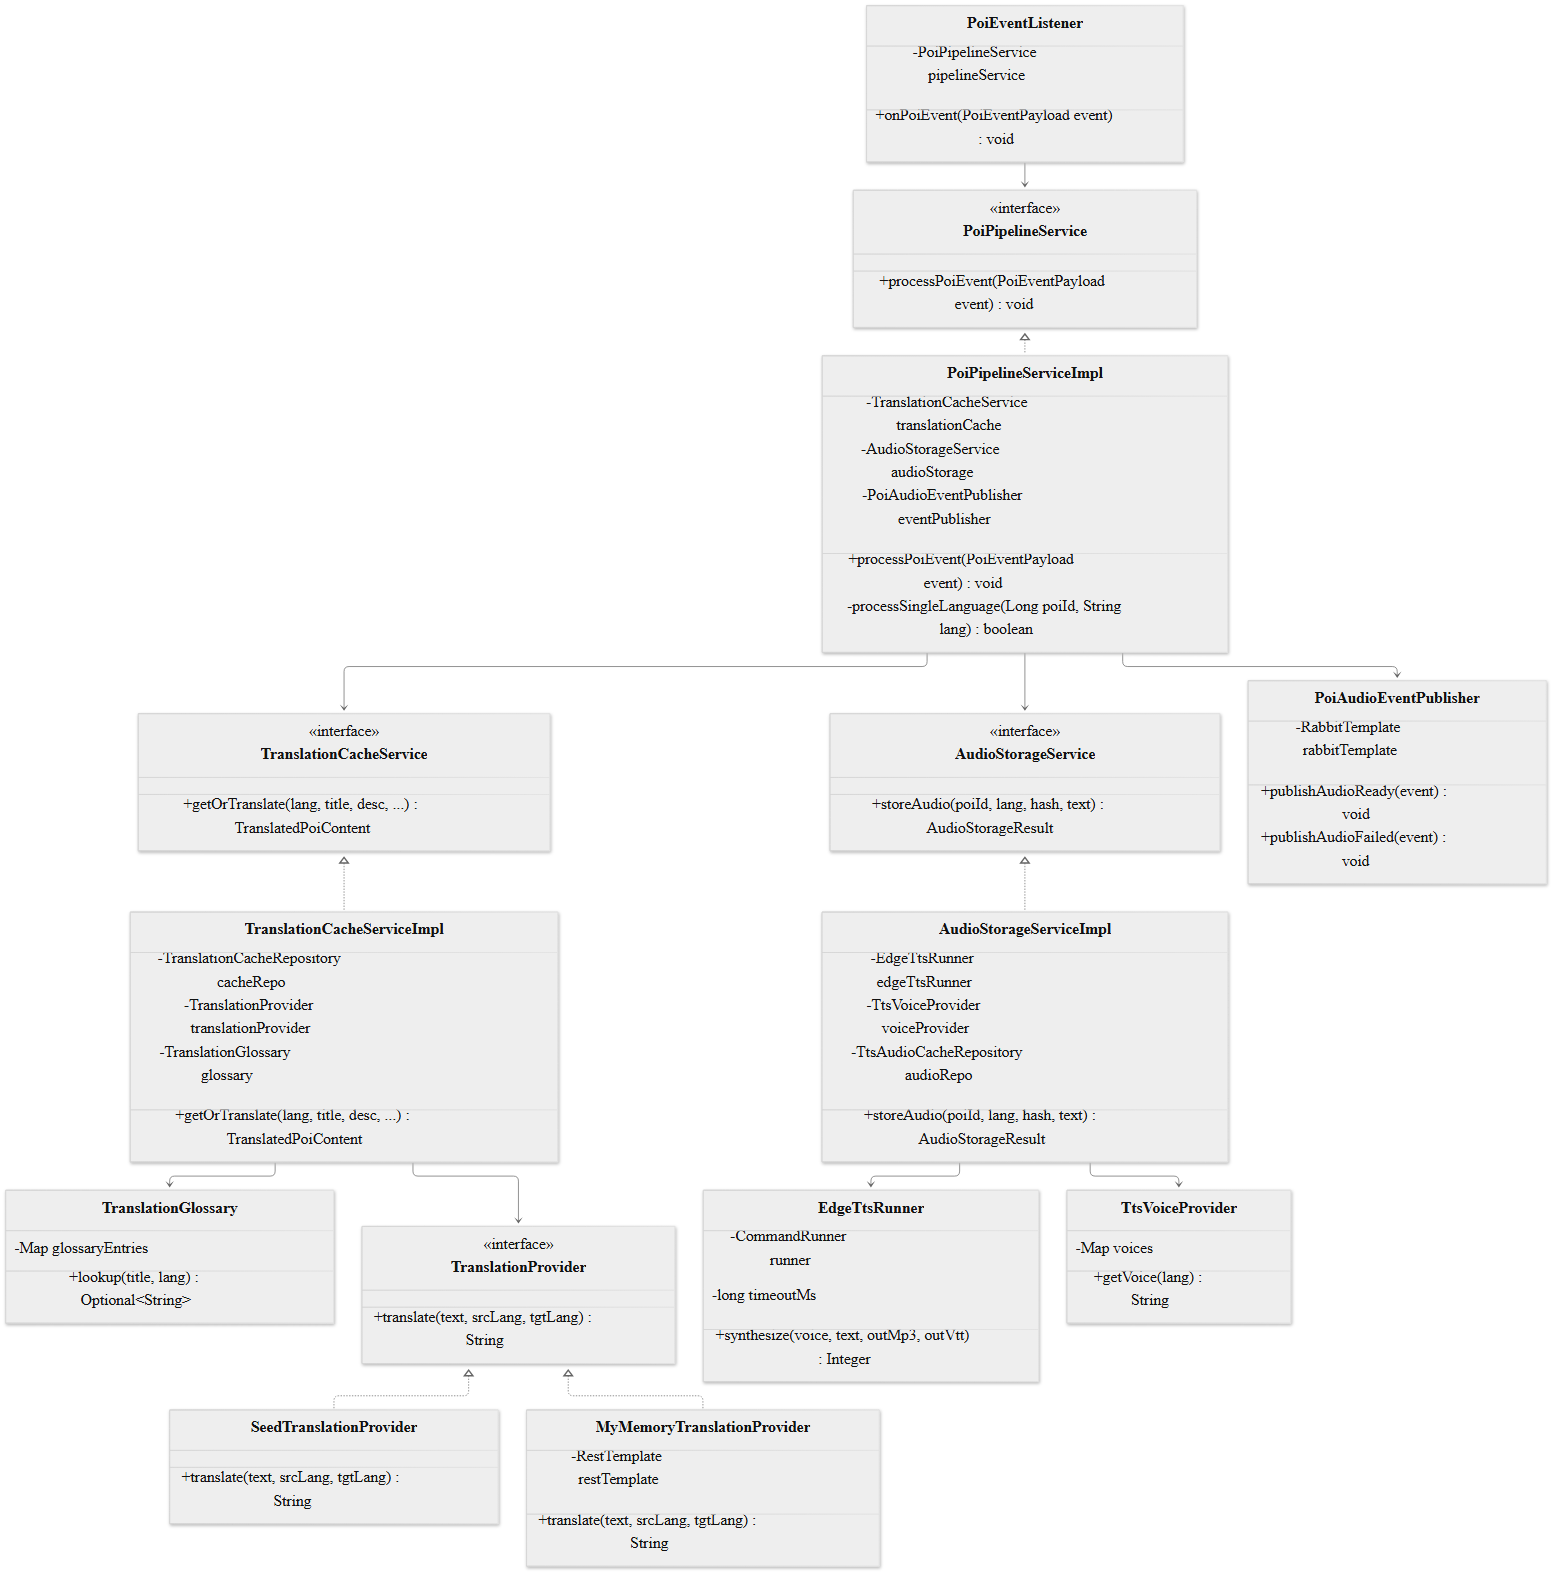 PoiEventListener
-PoiPipelineService
pipelineService
+onPoiEvent(PoiEventPayload event)
: void
«interface»
PoiPipelineService
+processPoiEvent(PoiEventPayload
event) : void
PoiPipelineServiceImpl
-TranslationCacheService
translationCache
-AudioStorageService
audioStorage
-PoiAudioEventPublisher
eventPublisher
+processPoiEvent(PoiEventPayload
event) : void
-processSingleLanguage(Long poiId, String
lang) : boolean
«interface»
TranslationCacheService
+getOrTranslate(lang, title, desc, ...) :
TranslatedPoiContent
«interface»
AudioStorageService
+storeAudio(poiId, lang, hash, text) :
AudioStorageResult
PoiAudioEventPublisher
-RabbitTemplate
rabbitTemplate
+publishAudioReady(event) :
void
+publishAudioFailed(event) :
void
TranslationCacheServiceImpl
-TranslationCacheRepository
cacheRepo
-TranslationProvider
translationProvider
-TranslationGlossary
glossary
+getOrTranslate(lang, title, desc, ...) :
TranslatedPoiContent
AudioStorageServiceImpl
-EdgeTtsRunner
edgeTtsRunner
-TtsVoiceProvider
voiceProvider
-TtsAudioCacheRepository
audioRepo
+storeAudio(poiId, lang, hash, text) :
AudioStorageResult
TranslationGlossary
-Map glossaryEntries
+lookup(title, lang) :
Optional<String>
«interface»
TranslationProvider
+translate(text, srcLang, tgtLang) :
String
EdgeTtsRunner
-CommandRunner
runner
-long timeoutMs
+synthesize(voice, text, outMp3, outVtt)
: Integer
TtsVoiceProvider
-Map voices
+getVoice(lang) :
String
SeedTranslationProvider
+translate(text, srcLang, tgtLang) :
String
MyMemoryTranslationProvider
-RestTemplate
restTemplate
+translate(text, srcLang, tgtLang) :
String